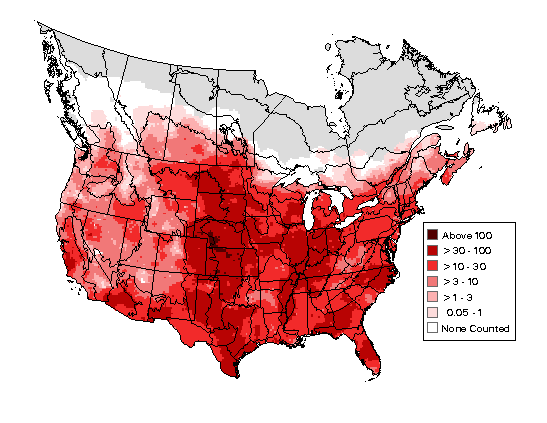 Above 100
> 30 - 100
> 10 - 30
> 3 - 10
> 1 - 3
0.05 - 1
None Counted